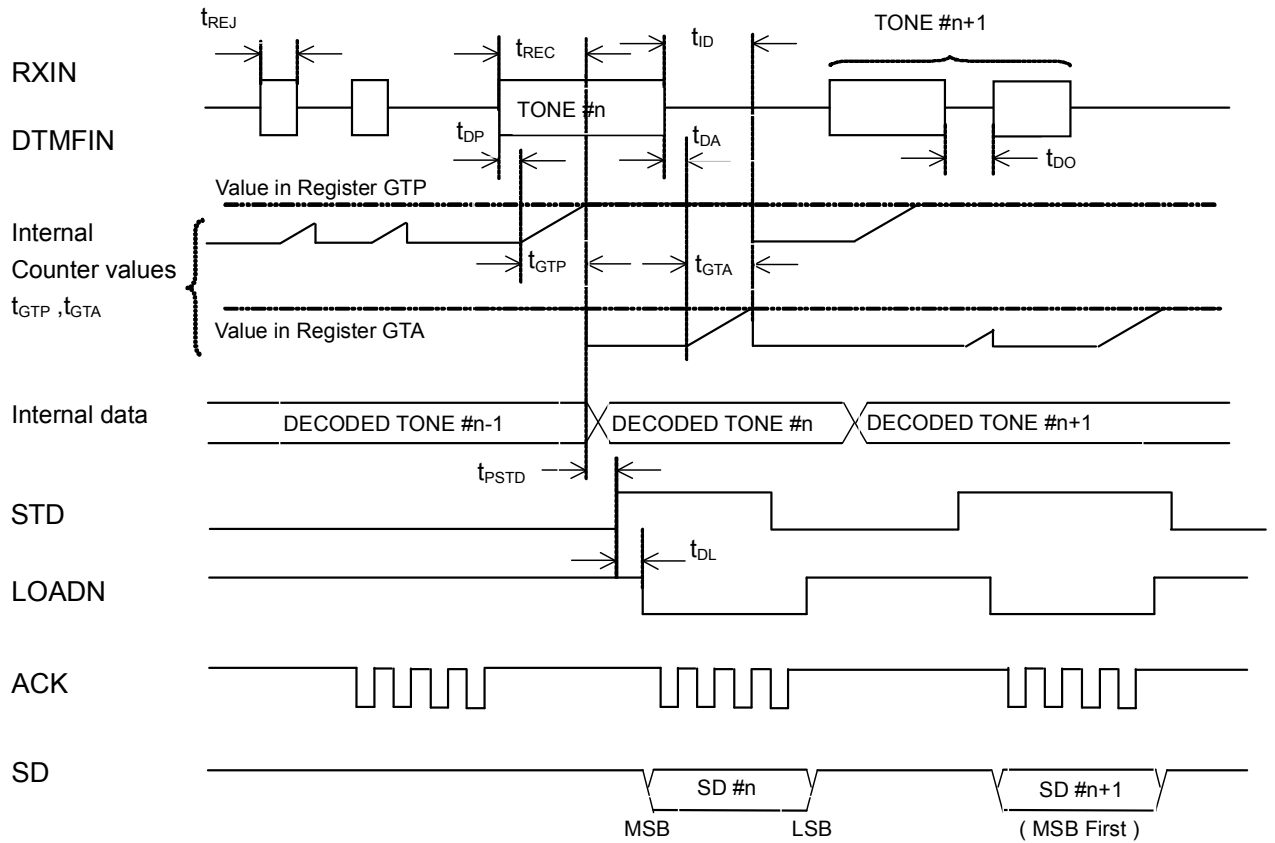 tREJ
tREC
tID
TONE #n+1
RXIN
TONE #n
DTMFIN
tDP
tDA
tDO
Value in Register GTP
Internal
Counter values
tGTP ,tGTA
tGTP
tGTA
Value in Register GTA
Internal data
DECODED TONE #n-1
DECODED TONE #n
DECODED TONE #n+1
tPSTD
STD
tDL
LOADN
ACK
SD
SD #n
SD #n+1
MSB
LSB
( MSB First )